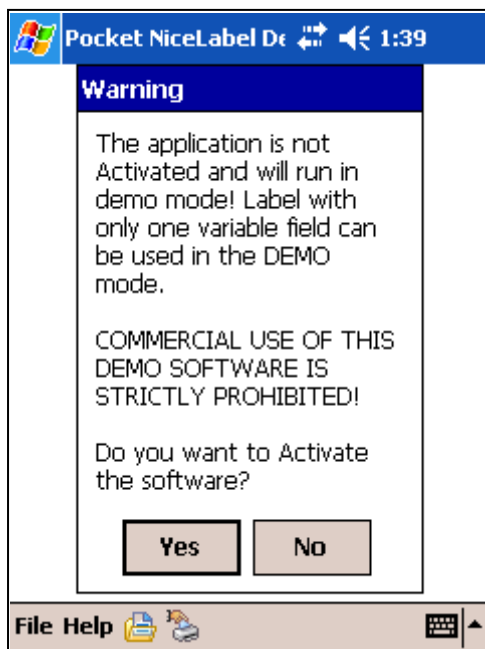 Pocket NiceLabel De 1:39
Warning
The application is not
Activated and will run in
demo mode! Label with
only one variable field can
be used in the DEMO
mode.
COMMERCIAL USE OF THIS
DEMO SOFTWARE IS
STRICTLY PROHIBITED!
Do you want to Activate
the software?
Yes No
File Help